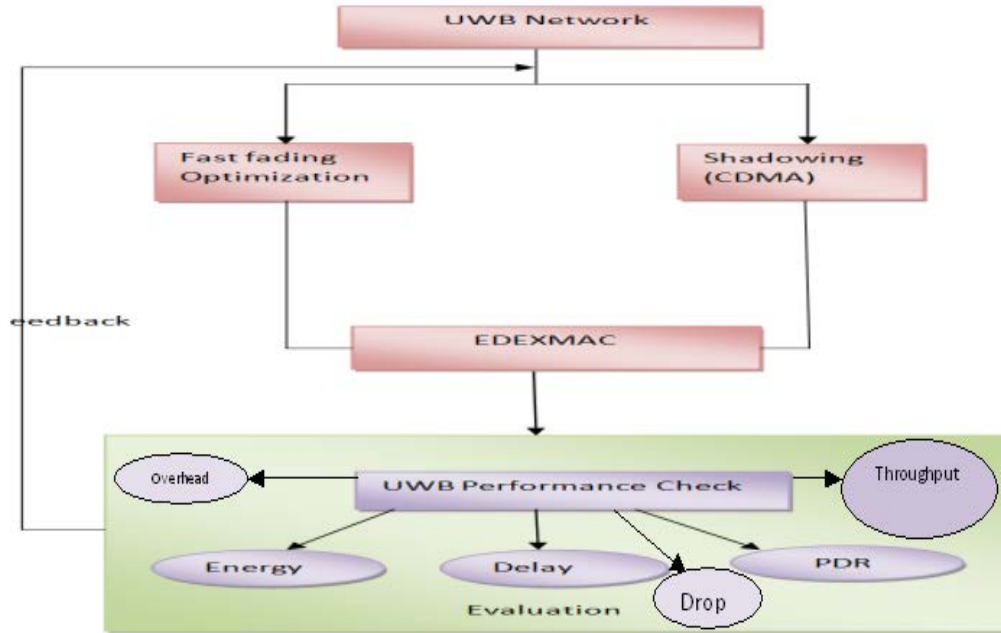 UWB Network
Fast fading
Optimization
Shadowing
(CDMA)
eedback
EDEXMAC
Overhead
UWB Performance Check
Throughput
Energy
Delay
PDR
Drop
Evaluation